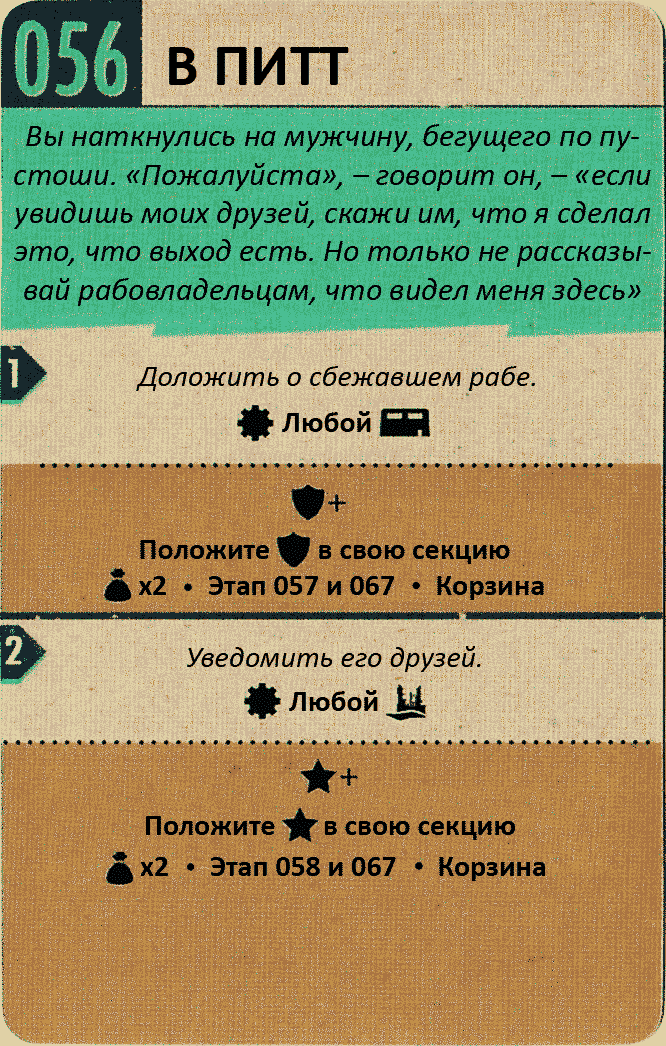 056 В ПИТТ
Вы наткнулись на мужчину, бегущего по пу-
стоши. «Пожалуйста», – говорит он, – «если
увидишь моих друзей, скажи им, что я сделал
это, что выход есть. Но только не рассказы-
вай рабовладельцам, что видел меня здесь»
1
Доложить о сбежавшем рабе.
Любой
+
Положите в свою секцию
x2 • Этап 057 и 067 • Корзина
2
Уведомить его друзей.
Любой
+
Положите в свою секцию
x2 • Этап 058 и 067 • Корзина